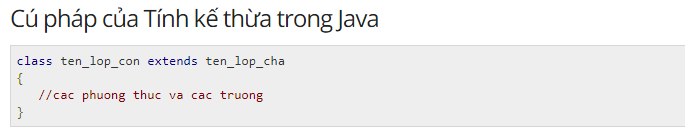 Cú pháp của Tính kế thừa trong Java
class ten_lop_con extends ten_lop_cha
{
   //cac phuong thuc va cac truong
}